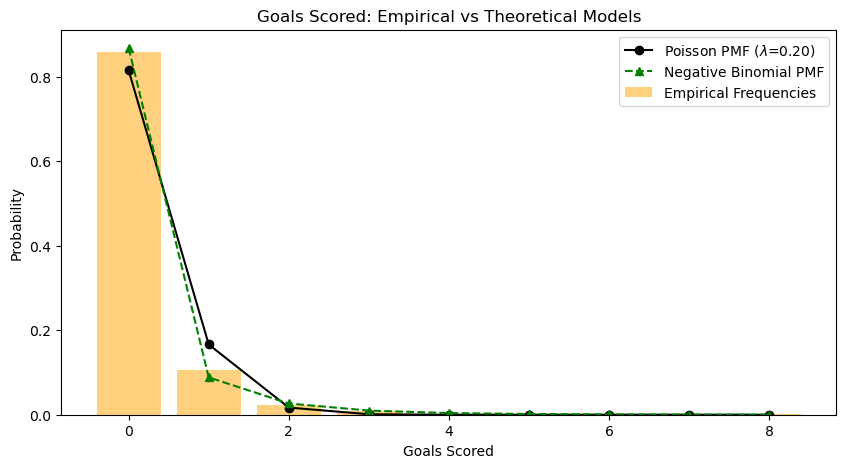 Goals Scored: Empirical vs Theoretical Models
Poisson PMF (λ=0.20)
Negative Binomial PMF
Empirical Frequencies
Probability
0.8
0.6
0.4
0.2
0.0
0 2 4 6 8
Goals Scored